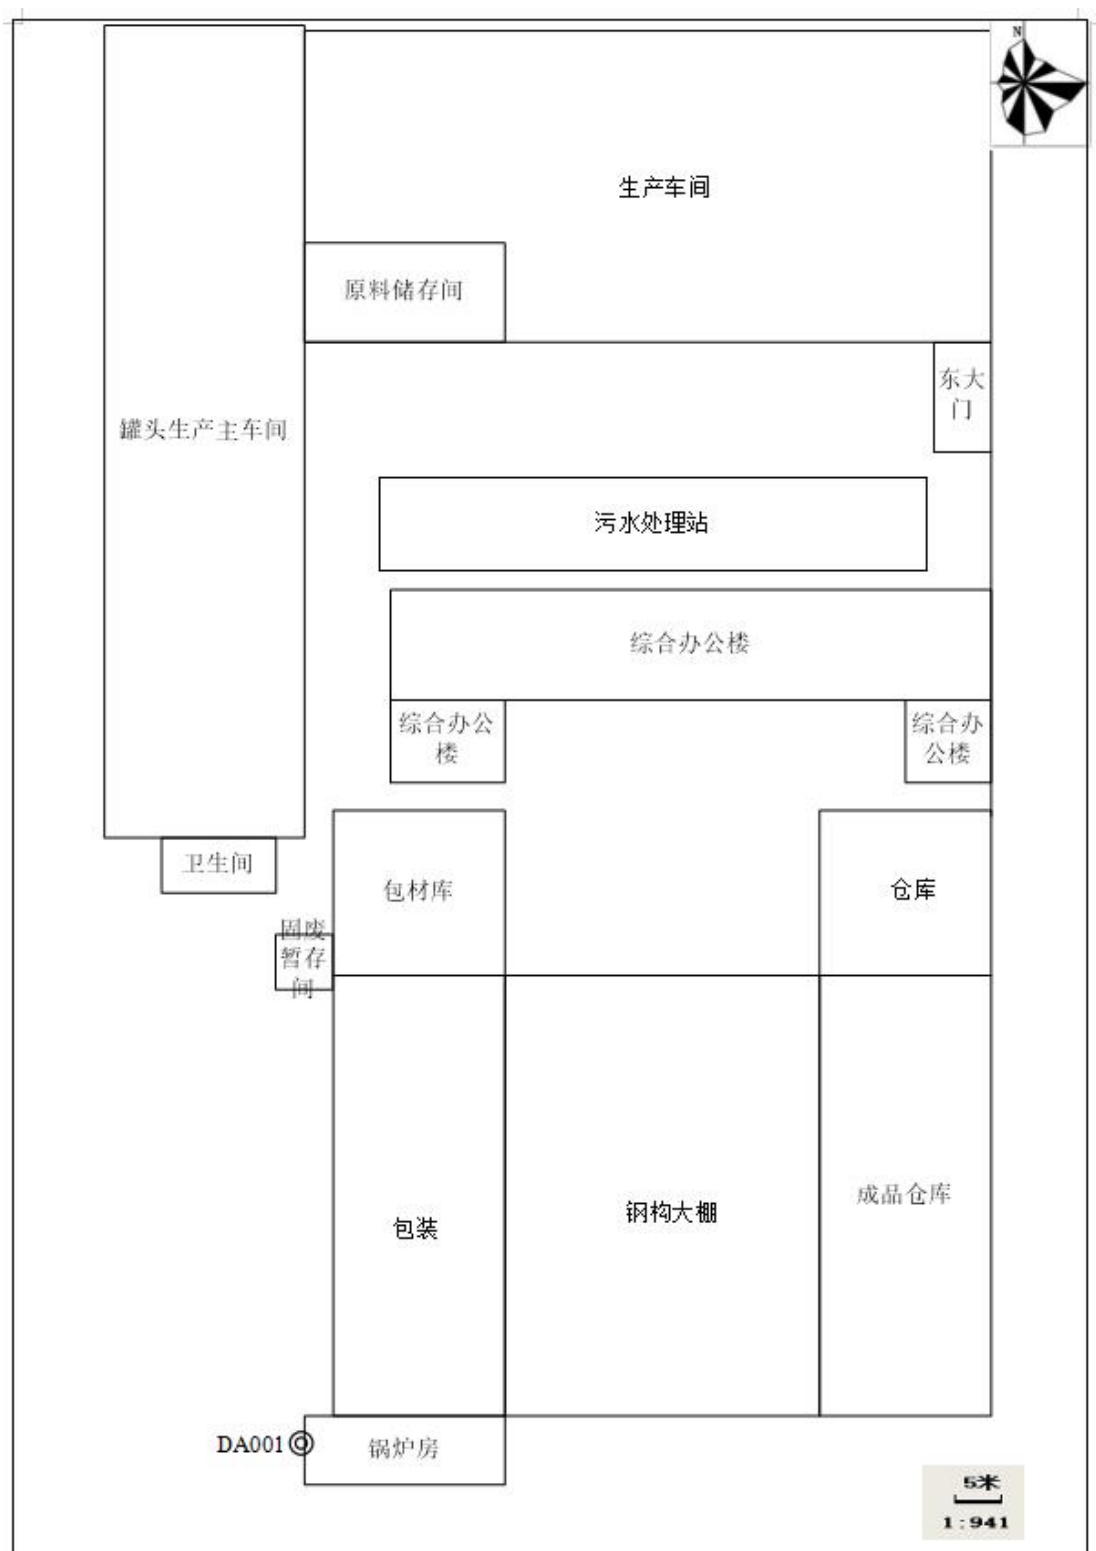 N
生产车间
原料储存间
东大
门
罐头生产主车间
污水处理站
综合办公楼
综合办公
楼
综合办
公楼
卫生间
包材库
仓库
固废
暂存
间
包装
钢构大棚
成品仓库
DA001
锅炉房
5米
1:941